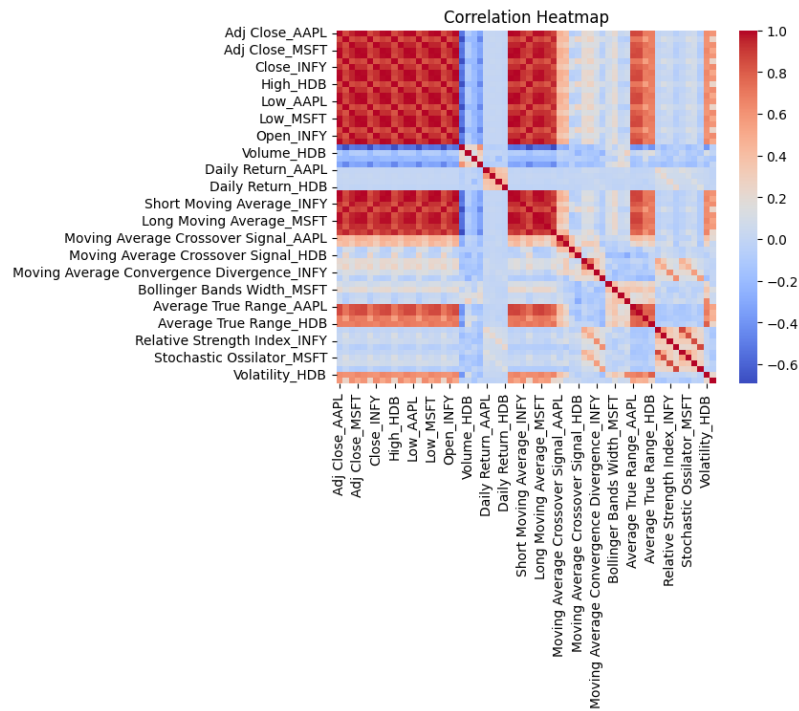 Correlation Heatmap
Adj Close_AAPL
Adj Close_MSFT
Close_INFY
High_HDB
Low_AAPL
Low_MSFT
Open_INFY
Volume_HDB
Daily Return_AAPL
Daily Return_HDB
Short Moving Average_INFY
Long Moving Average_MSFT
Moving Average Crossover Signal_AAPL
Moving Average Crossover Signal_HDB
Moving Average Convergence Divergence_INFY
Bollinger Bands Width_MSFT
Average True Range_AAPL
Average True Range_HDB
Relative Strength Index_INFY
Stochastic Ossilator_MSFT
Volatility_HDB
1.0
0.8
0.6
0.4
0.2
0.0
−0.2
−0.4
−0.6
Adj Close_AAPL
Adj Close_MSFT
Close_INFY
High_HDB
Low_AAPL
Low_MSFT
Open_INFY
Volume_HDB
Daily Return_AAPL
Daily Return_HDB
Short Moving Average_INFY
Long Moving Average_MSFT
Moving Average Crossover Signal_AAPL
Moving Average Crossover Signal_HDB
Moving Average Convergence Divergence_INFY
Bollinger Bands Width_MSFT
Average True Range_AAPL
Average True Range_HDB
Relative Strength Index_INFY
Stochastic Ossilator_MSFT
Volatility_HDB